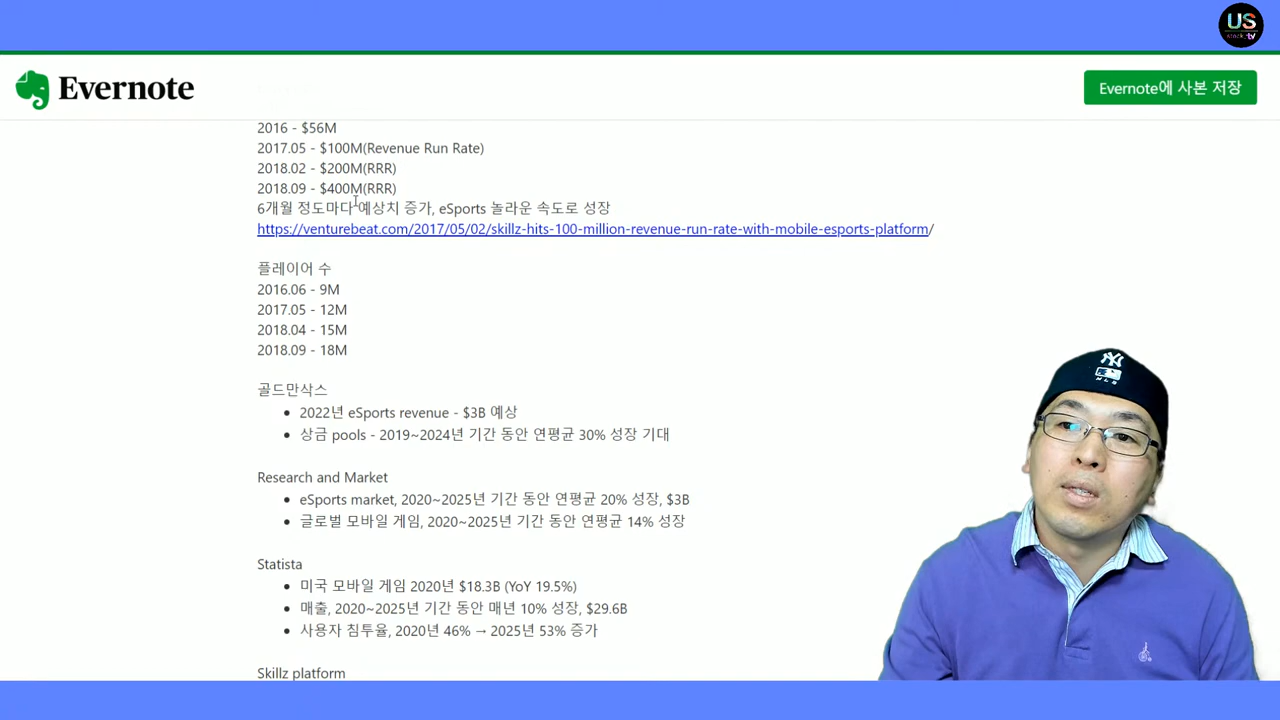 US
stock.tv
Evernote
Evernote에 사본 저장
2016 - $56M
2017.05 - $100M(Revenue Run Rate)
2018.02 - $200M(RRR)
2018.09 - $400M(RRR)
6개월 정도마다 예상치 증가, eSports 놀라운 속도로 성장
https://venturebeat.com/2017/05/02/skillz-hits-100-million-revenue-run-rate-with-mobile-esports-platform/
플레이어 수
2016.06 - 9M
2017.05 - 12M
2018.04 - 15M
2018.09 - 18M
골드만삭스
• 2022년 eSports revenue - $3B 예상
• 상금 pools - 2019~2024년 기간 동안 연평균 30% 성장 기대
Research and Market
• eSports market, 2020~2025년 기간 동안 연평균 20% 성장, $3B
• 글로벌 모바일 게임, 2020~2025년 기간 동안 연평균 14% 성장
Statista
• 미국 모바일 게임 2020년 $18.3B (YoY 19.5%)
• 매출, 2020~2025년 기간 동안 매년 10% 성장, $29.6B
• 사용자 침투율, 2020년 46% → 2025년 53% 증가
Skillz platform